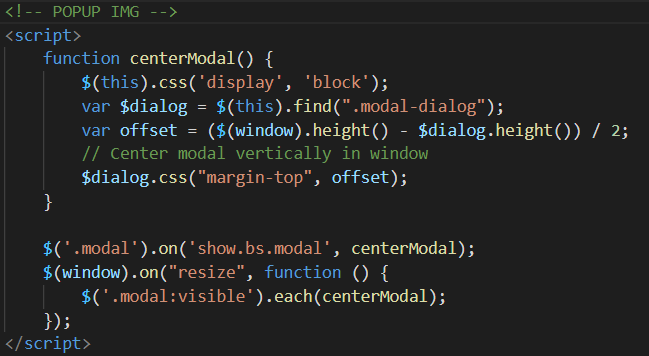 <!-- POPUP IMG -->
<script>
    function centerModal() {
        $(this).css('display', 'block');
        var $dialog = $(this).find(".modal-dialog");
        var offset = ($(window).height() - $dialog.height()) / 2;
        // Center modal vertically in window
        $dialog.css("margin-top", offset);
    }

    $('.modal').on('show.bs.modal', centerModal);
    $(window).on("resize", function () {
        $('.modal:visible').each(centerModal);
    });
</script>